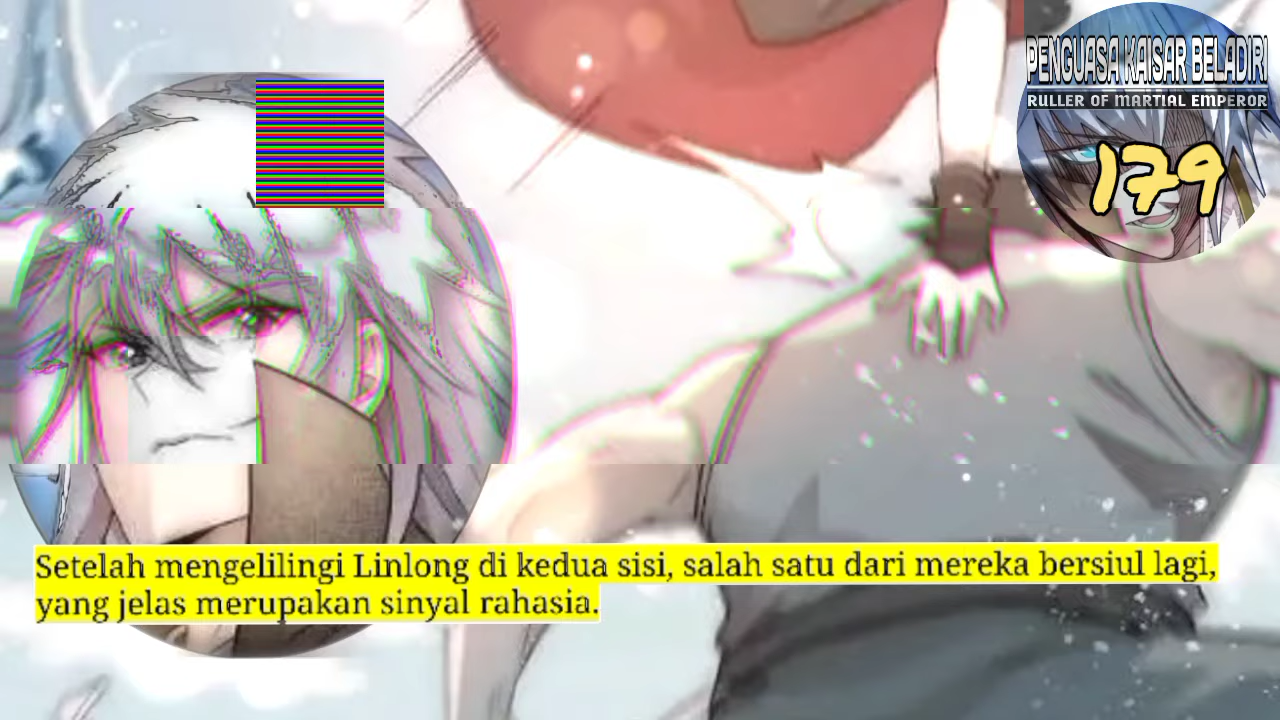 PENGUASA KAISAR BELADIRI
RULLER OF MARTIAL EMPEROR
179
Setelah mengelilingi Linlong di kedua sisi, salah satu dari mereka bersiul lagi,
yang jelas merupakan sinyal rahasia.